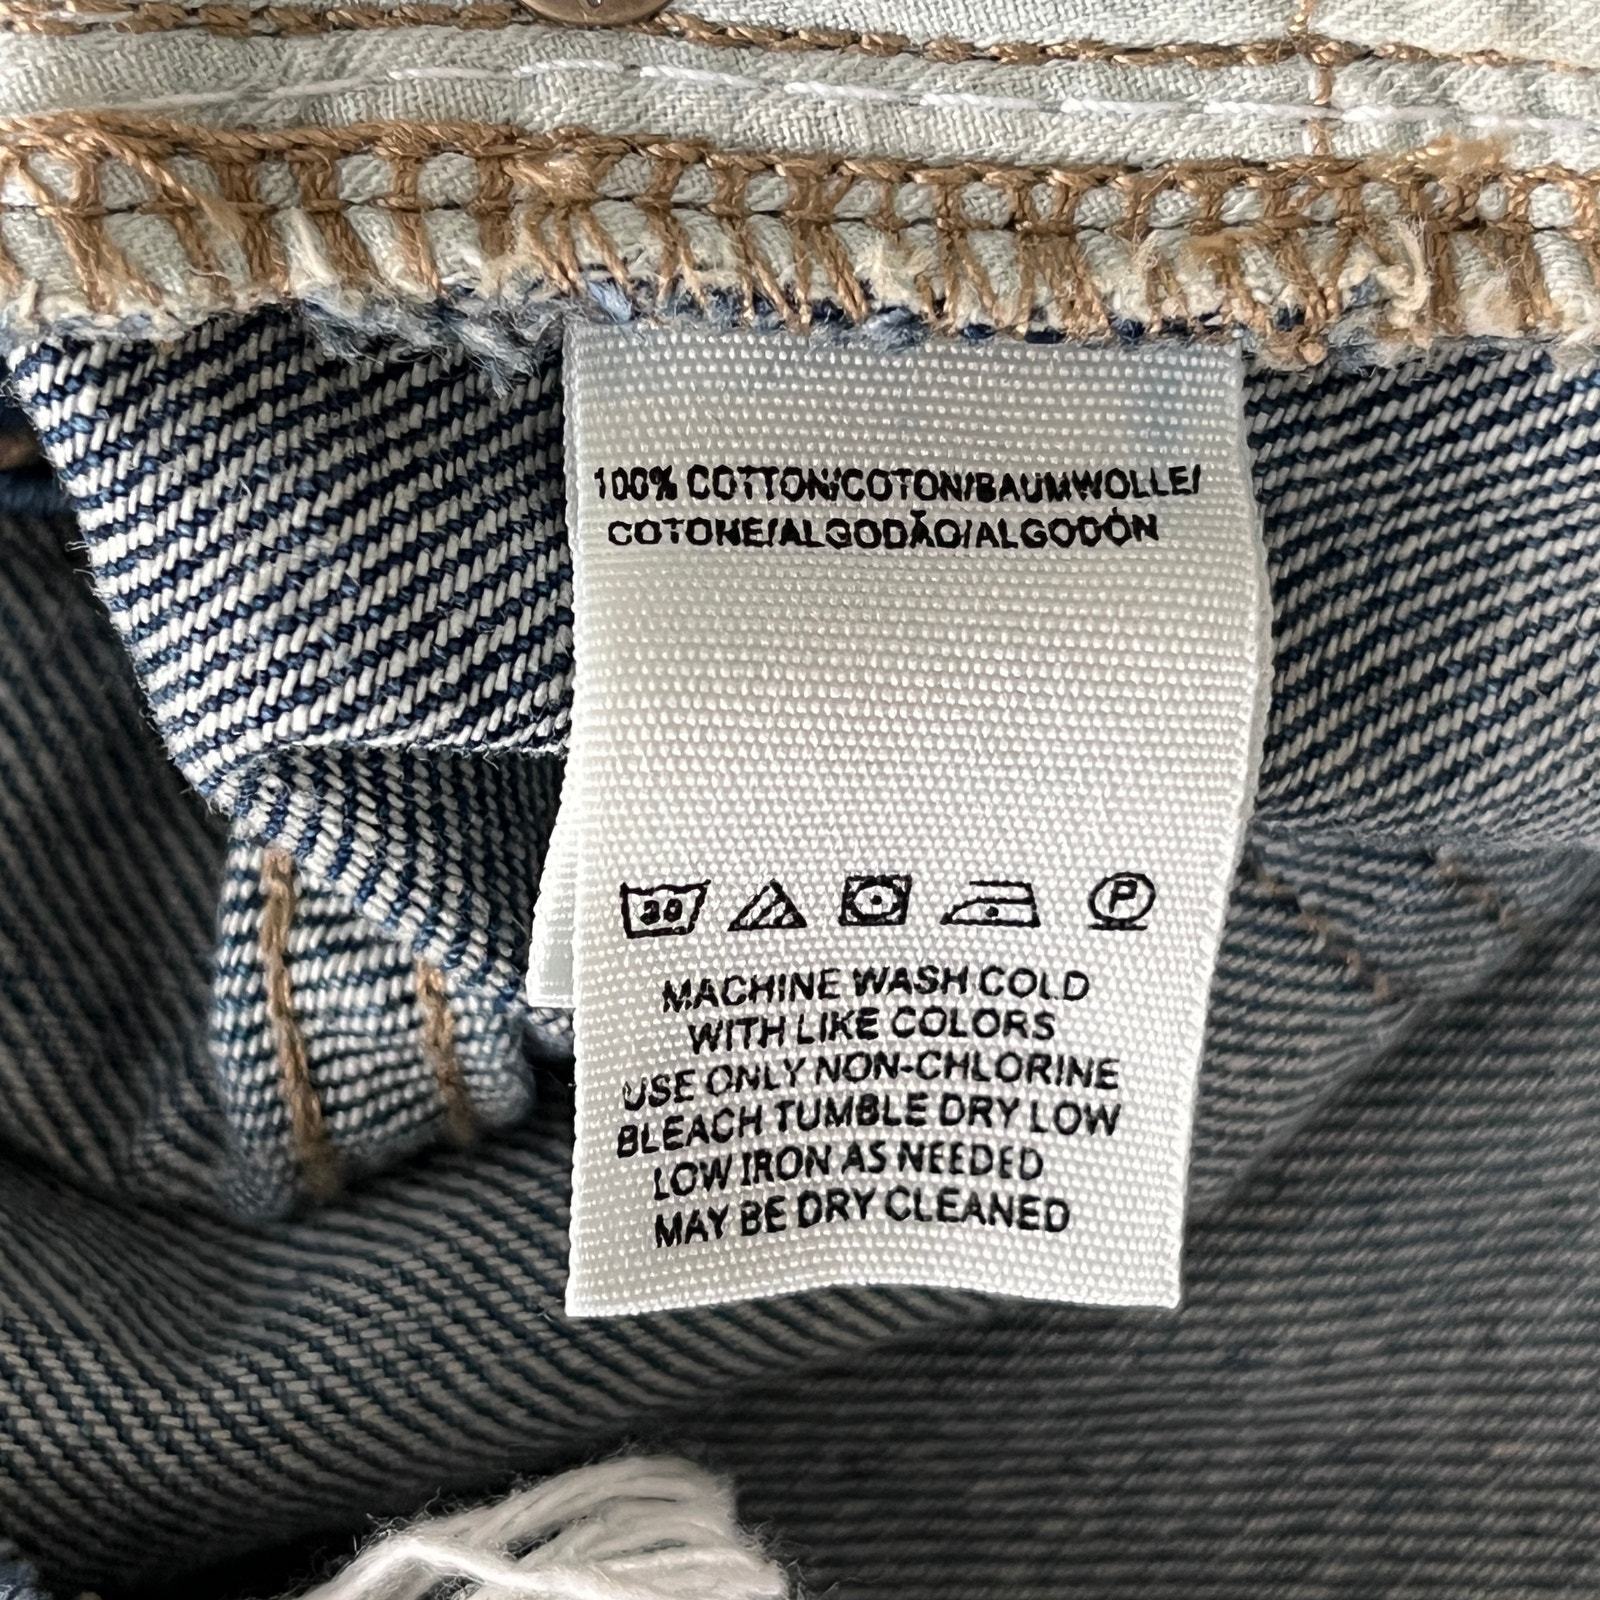 100% COTTON/COTON/BAUMWOLLE/
COTONE/ALGODÃO/ALGODÓN
30
P
MACHINE WASH COLD
WITH LIKE COLORS
USE ONLY NON-CHLORINE
BLEACH TUMBLE DRY LOW
LOW IRON AS NEEDED
MAY BE DRY CLEANED